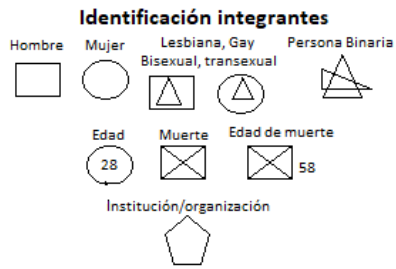 Identificación integrantes
Hombre
Mujer
Lesbiana, Gay
Bisexual, transexual
Persona Binaria
Edad
Muerte
Edad de muerte
28
58
Institución/organización